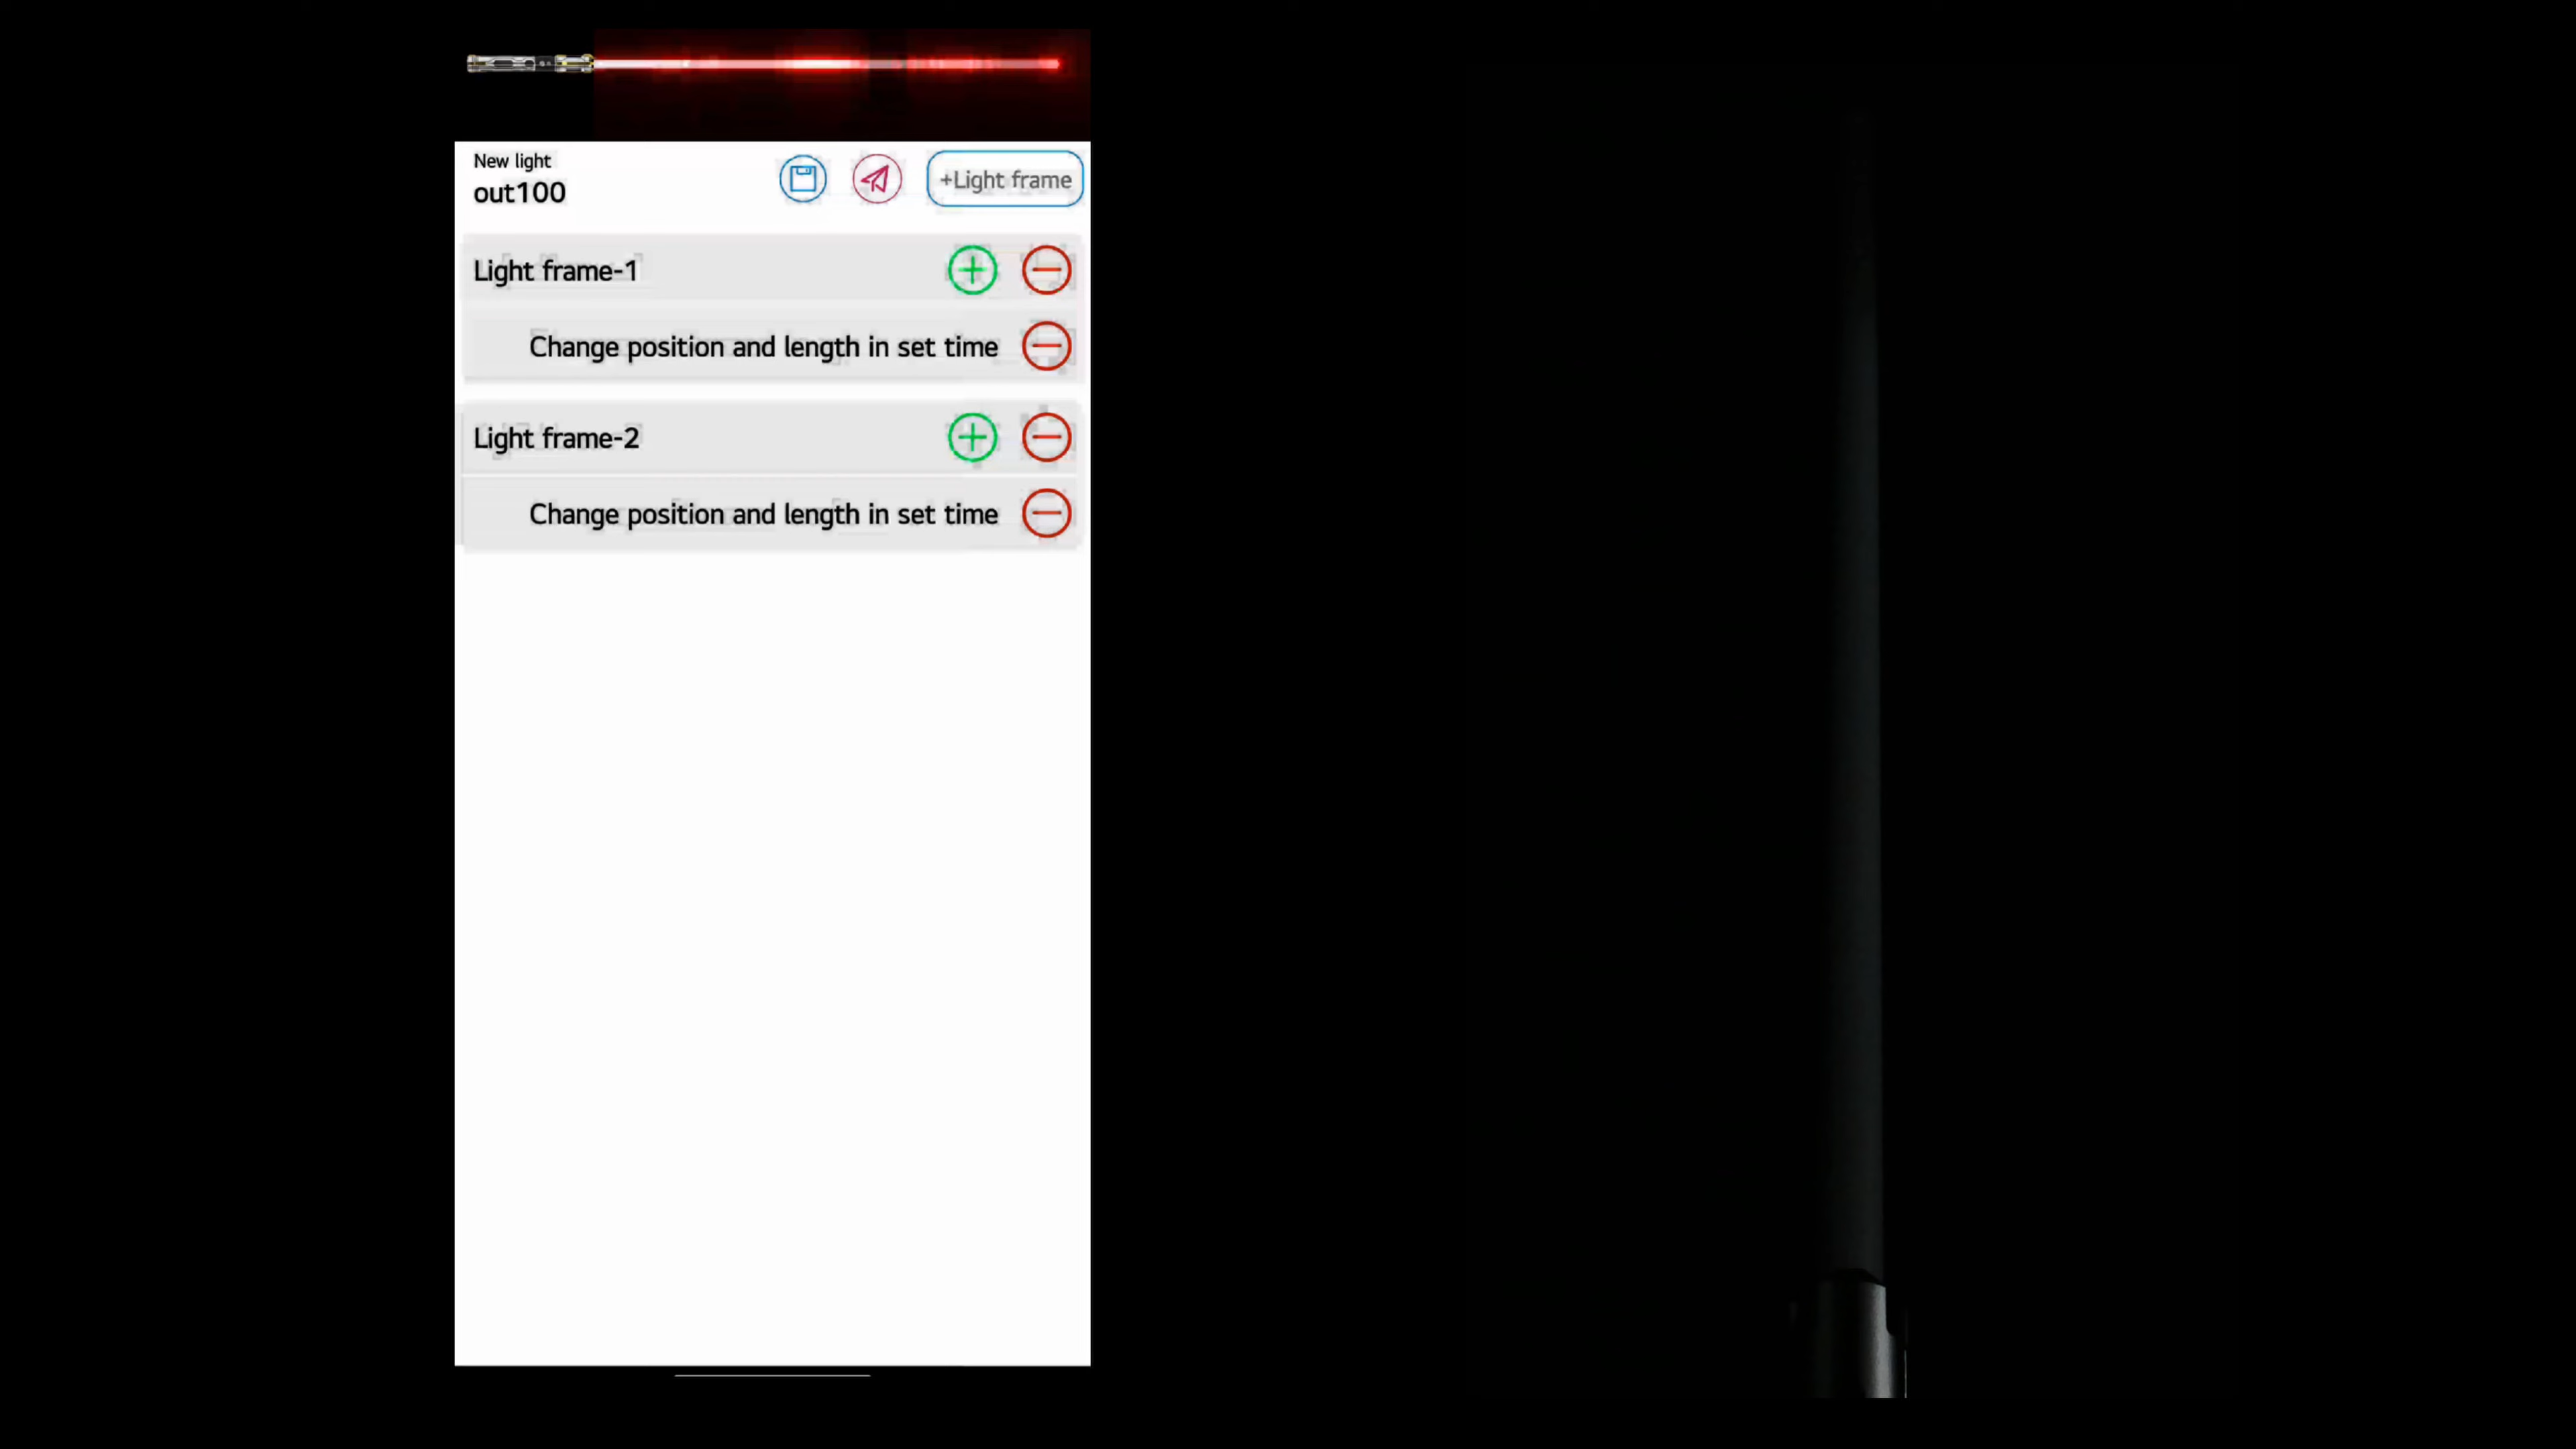 New light
out100
+Light frame
Light frame-1
Change position and length in set time
Light frame-2
Change position and length in set time